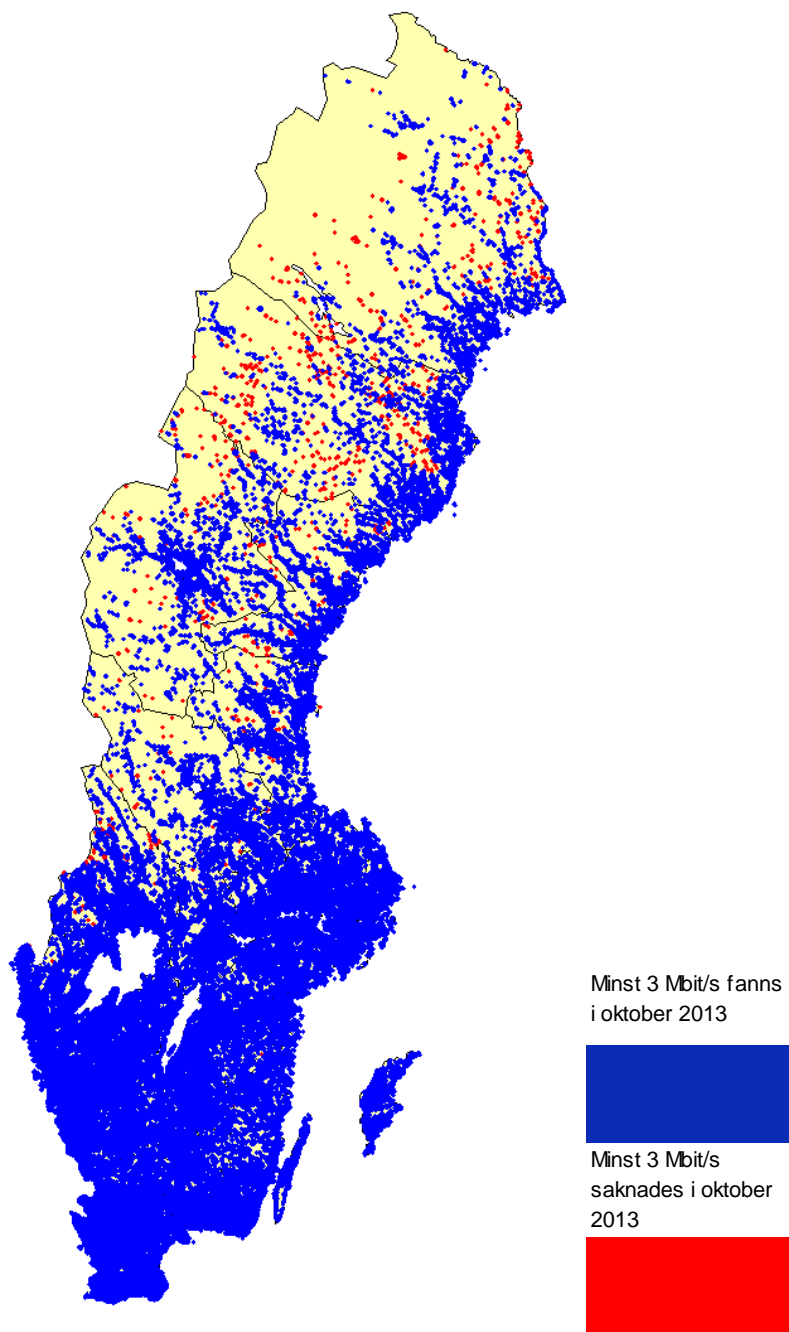 Minst 3 Mbit/s fanns
i oktober 2013
Minst 3 Mbit/s
saknades i oktober
2013